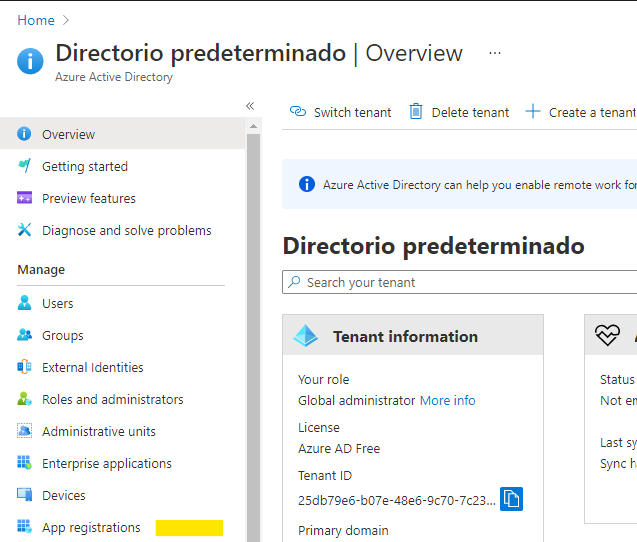 Home
Directorio predeterminado | Overview ...
Azure Active Directory
Overview
Getting started
Preview features
Diagnose and solve problems
Manage
Users
Groups
External Identities
Roles and administrators
Administrative units
Enterprise applications
Devices
App registrations
Switch tenant Delete tenant Create a tenant
Azure Active Directory can help you enable remote work for
Directorio predeterminado
Search your tenant
Tenant information
Your role
Global administrator More info
License
Azure AD Free
Tenant ID
25db79e6-b07e-48e6-9c70-7c23...
Primary domain
Status
Not em
Last sy
Sync ha